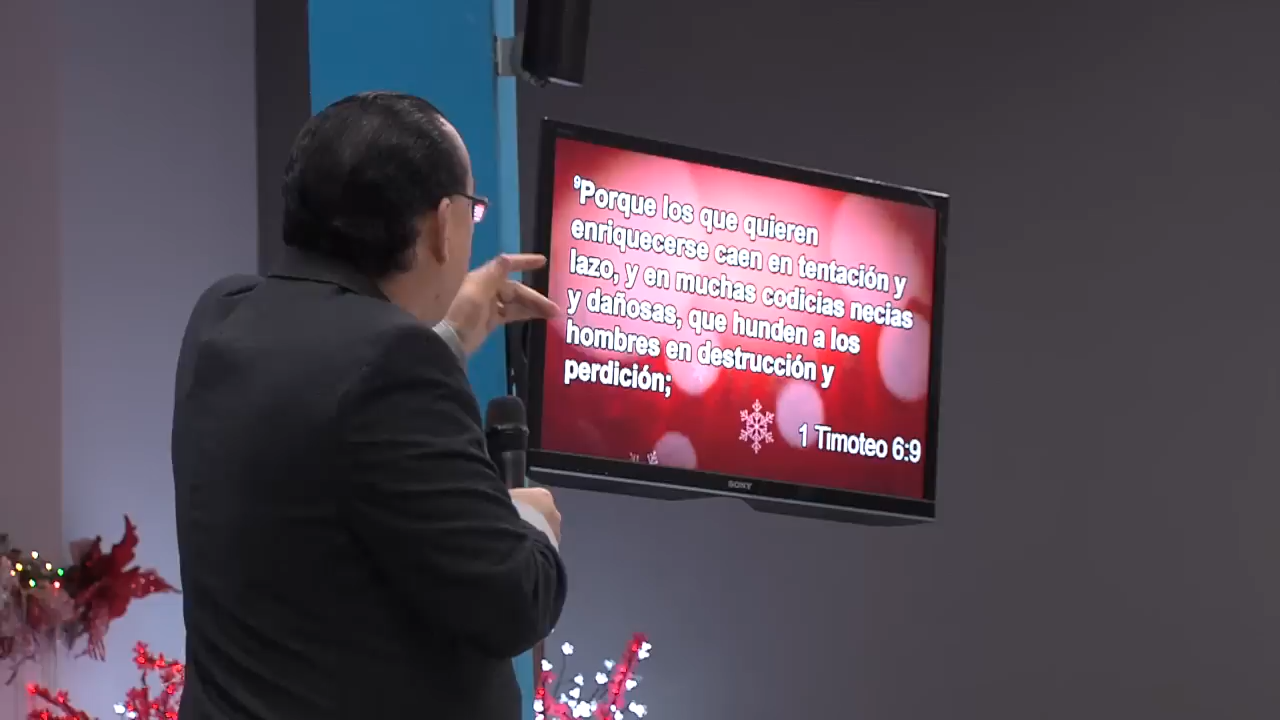 ⁹Porque los que quieren
enriquecerse caen en tentación y
lazo, y en muchas codicias necias
y dañosas, que hunden a los
hombres en destrucción y
perdición;
1 Timoteo 6:9
SONY